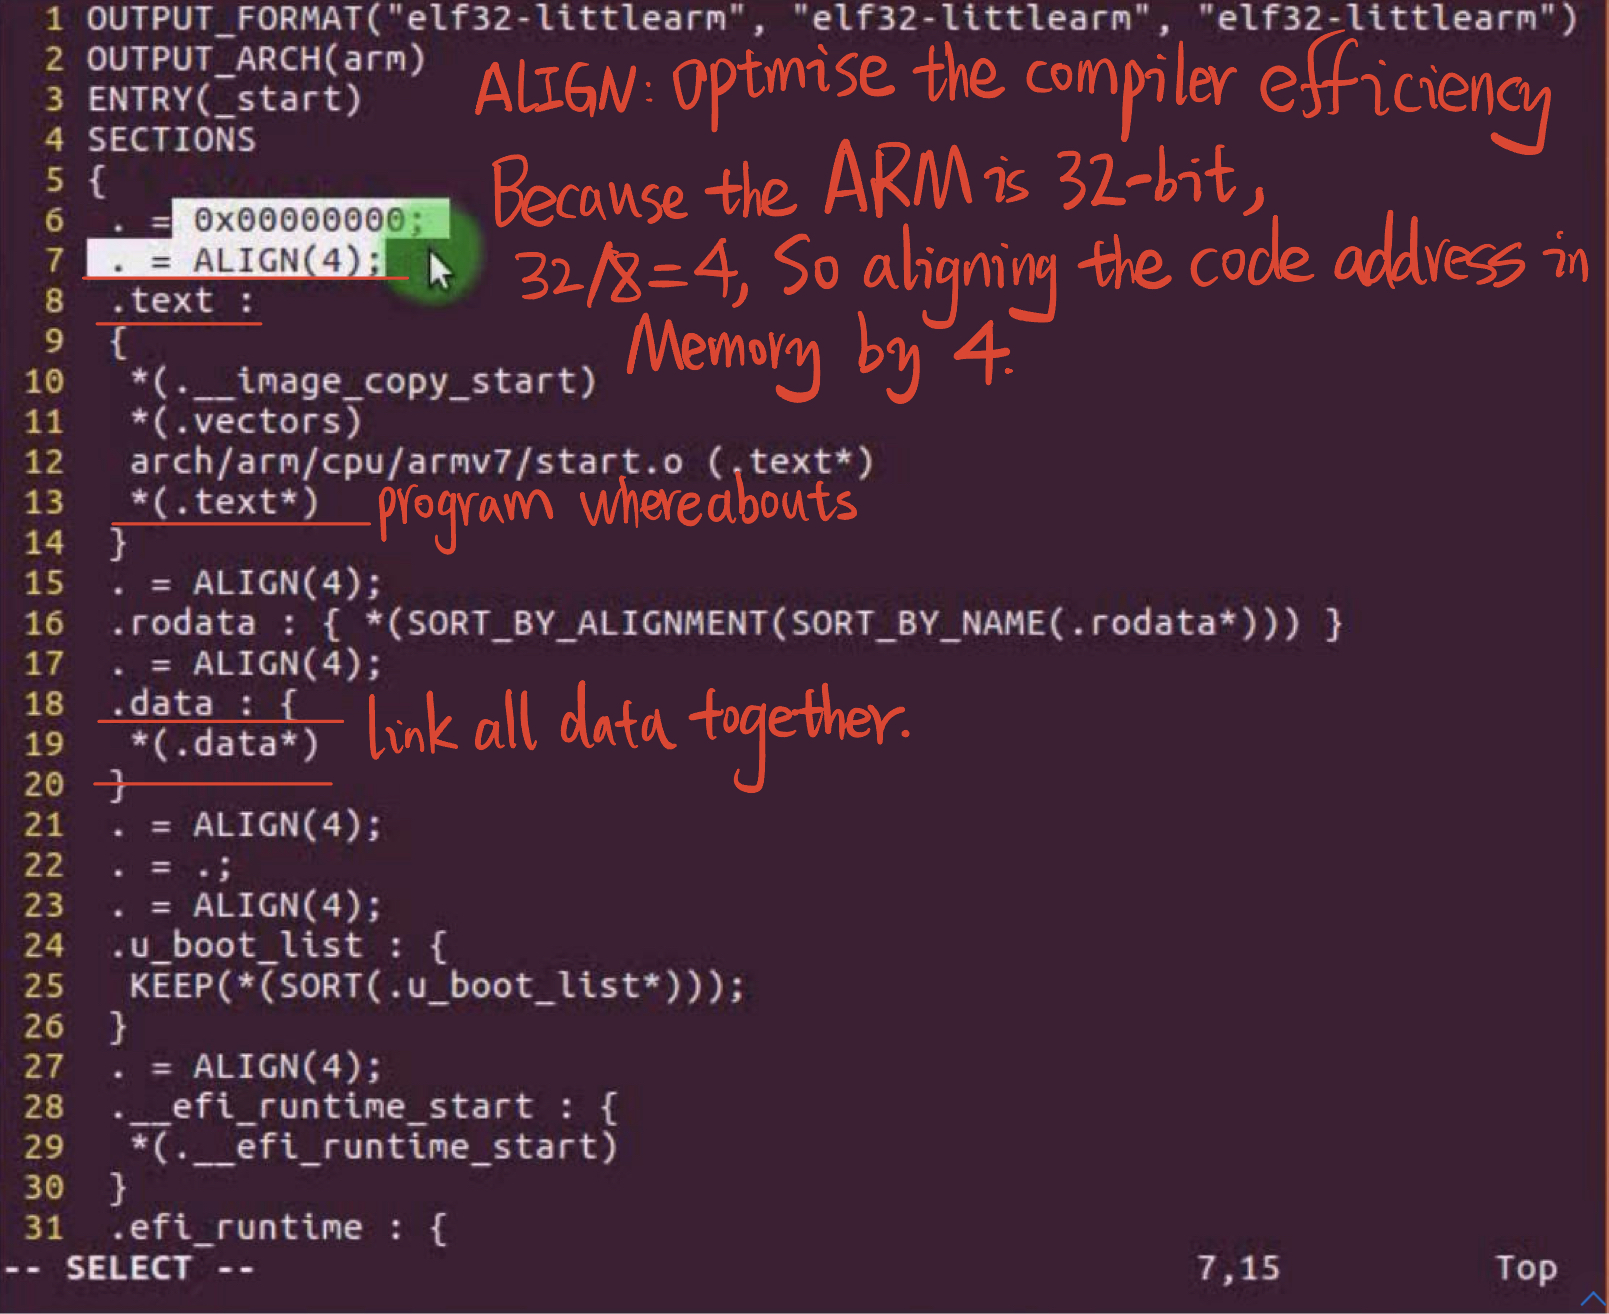 1 OUTPUT_FORMAT("elf32-littlearm", "elf32-littlearm", "elf32-littlearm")
2 OUTPUT_ARCH(arm)
3 ENTRY(_start)
ALIGN: Optmise the compiler efficiency
4 SECTIONS
5 {
Because the ARM is 32-bit,
6 . = 0x00000000;
7 . = ALIGN(4);
32/8=4, So aligning the code address in
8 .text :
9 {
Memory by 4.
10 *(.__image_copy_start)
11 *(.vectors)
12 arch/arm/cpu/armv7/start.o (.text*)
13 *(.text*)
program whereabouts
14 }
15 . = ALIGN(4);
16 .rodata : { *(SORT_BY_ALIGNMENT(SORT_BY_NAME(.rodata*))) }
17 . = ALIGN(4);
18 .data : {
link all data together.
19 *(.data*)
20 }
21 . = ALIGN(4);
22 . = .;
23 . = ALIGN(4);
24 .u_boot_list : {
25 KEEP(*(SORT(.u_boot_list*)));
26 }
27 . = ALIGN(4);
28 .__efi_runtime_start : {
29 *(.__efi_runtime_start)
30 }
31 .efi_runtime : {
-- SELECT -- 7,15 Top